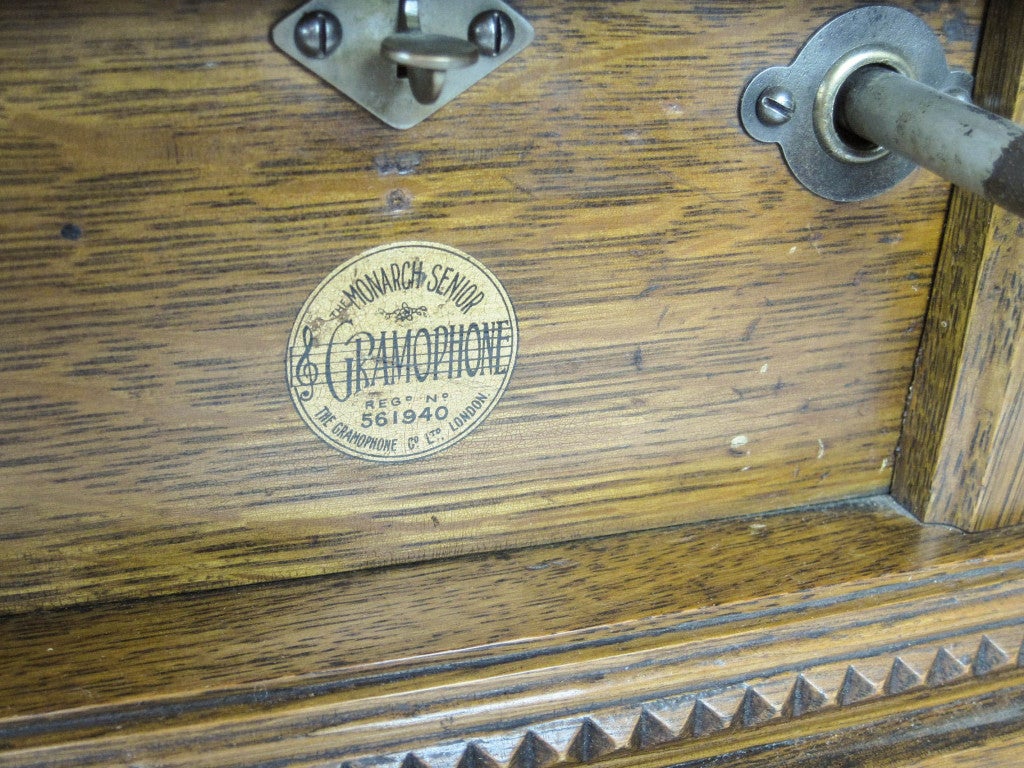 THE MONARCH SENIOR
GRAMOPHONE
REGD NO
561940
THE GRAMOPHONE CO LTD LONDON